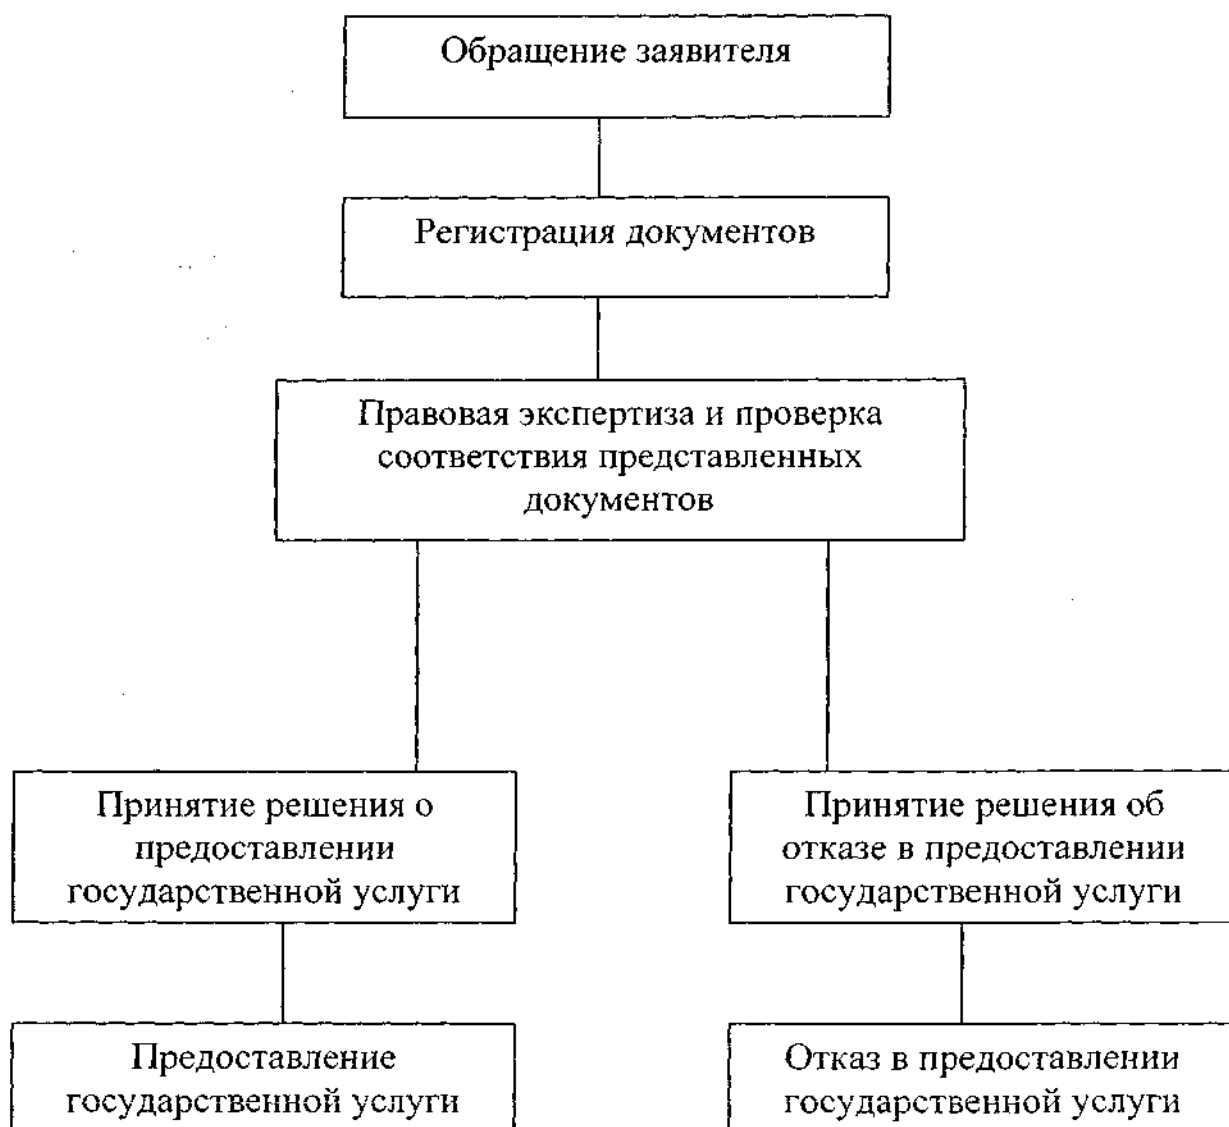 Обращение заявителя
Регистрация документов
Правовая экспертиза и проверка
соответствия представленных
документов
Принятие решения о
предоставлении
государственной услуги
Принятие решения об
отказе в предоставлении
государственной услуги
Предоставление
государственной услуги
Отказ в предоставлении
государственной услуги